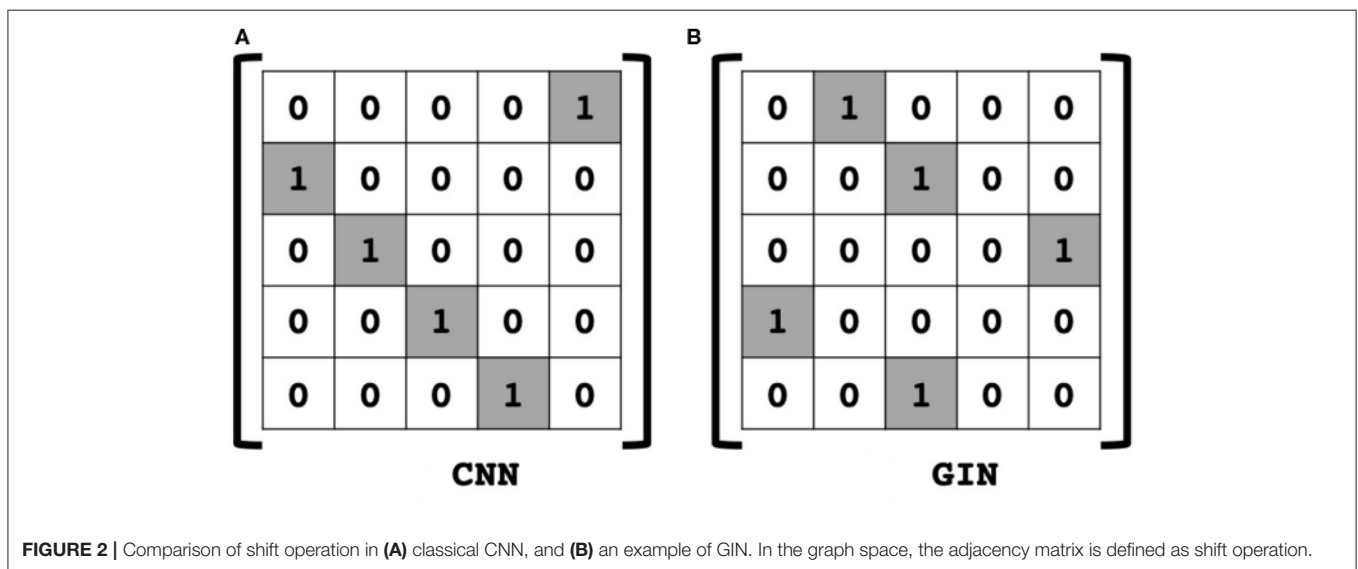 A
B
0 0 0 0 1
1 0 0 0 0
0 1 0 0 0
0 0 1 0 0
0 0 0 1 0
CNN
0 1 0 0 0
0 0 1 0 0
0 0 0 0 1
1 0 0 0 0
0 0 1 0 0
GIN
FIGURE 2 | Comparison of shift operation in (A) classical CNN, and (B) an example of GIN. In the graph space, the adjacency matrix is defined as shift operation.